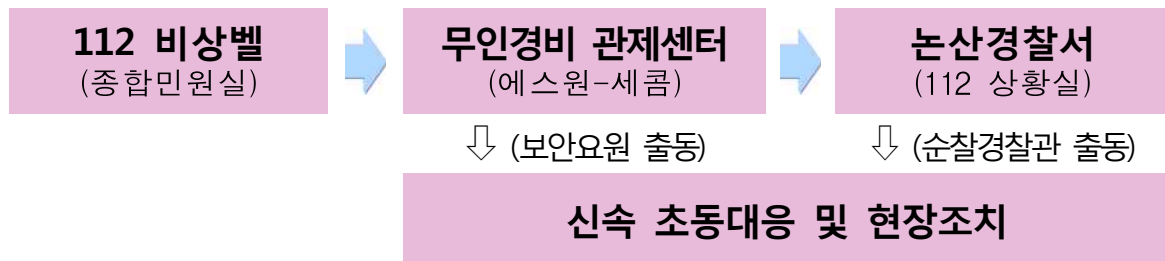 112 비상벨
(종합민원실)
무인경비 관제센터
(에스원-세콤)
논산경찰서
(112 상황실)
(보안요원 출동)
(순찰경찰관 출동)
신속 초동대응 및 현장조치